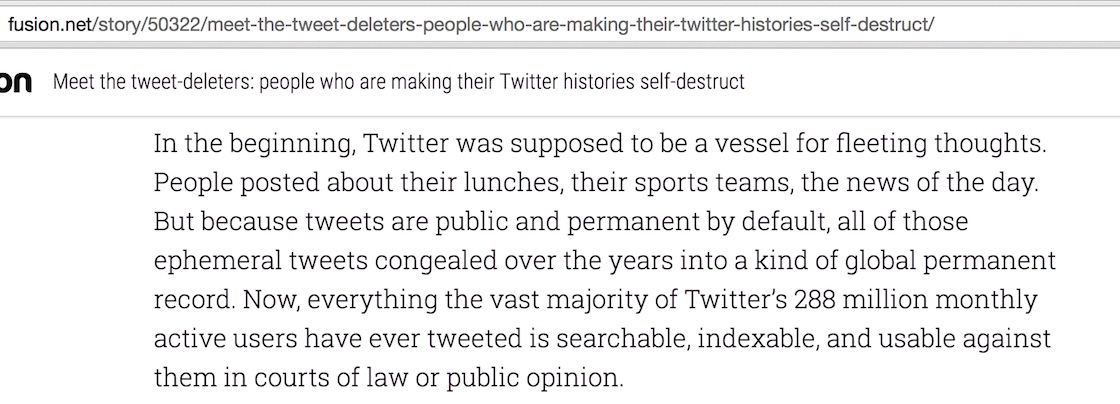 fusion.net/story/50322/meet-the-tweet-deleters-people-who-are-making-their-twitter-histories-self-destruct/
on Meet the tweet-deleters: people who are making their Twitter histories self-destruct
In the beginning, Twitter was supposed to be a vessel for fleeting thoughts.
People posted about their lunches, their sports teams, the news of the day.
But because tweets are public and permanent by default, all of those
ephemeral tweets congealed over the years into a kind of global permanent
record. Now, everything the vast majority of Twitter’s 288 million monthly
active users have ever tweeted is searchable, indexable, and usable against
them in courts of law or public opinion.